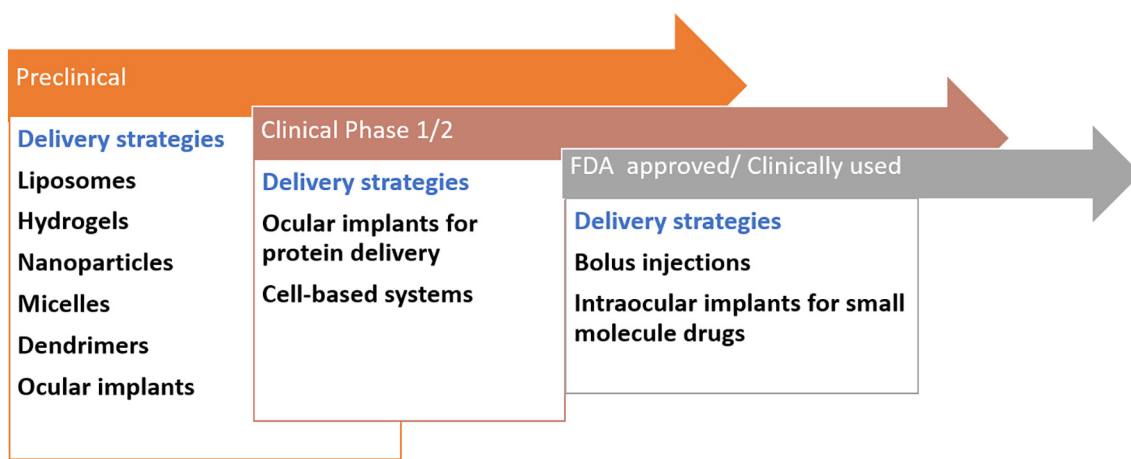 Preclinical
Delivery strategies
Liposomes
Hydrogels
Nanoparticles
Micelles
Dendrimers
Ocular implants
Clinical Phase 1/2
Delivery strategies
Ocular implants for
protein delivery
Cell-based systems
FDA approved/ Clinically used
Delivery strategies
Bolus injections
Intraocular implants for small
molecule drugs